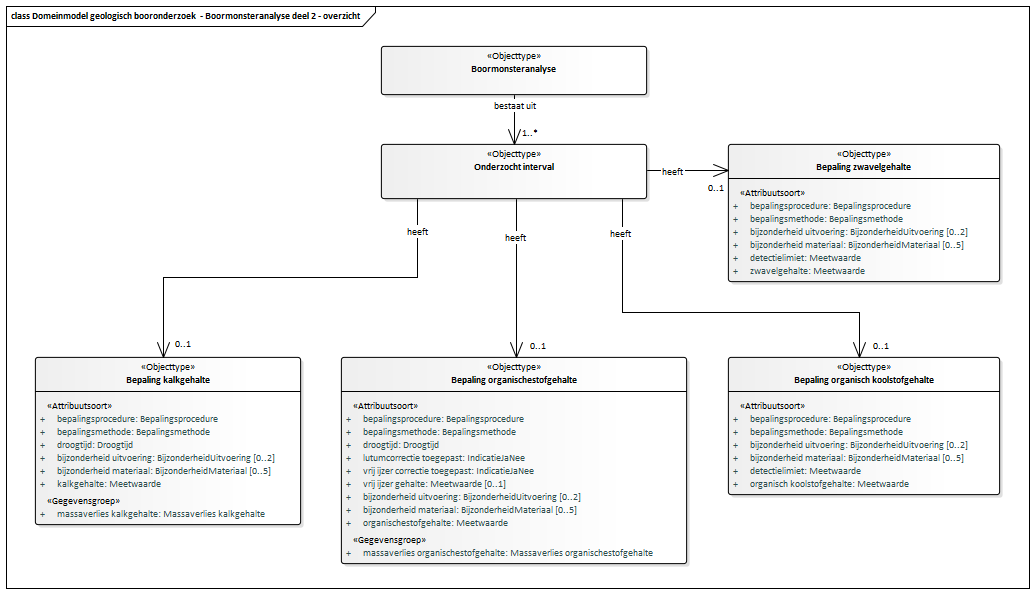 class Domeinmodel geologisch booronderzoek - Boormonsteranalyse deel 2 - overzicht
«Objecttype»
Boormonsteranalyse
bestaat uit
1..*
«Objecttype»
Onderzocht interval
heeft
0..1
«Objecttype»
Bepaling zwavelgehalte
«Attribuutsoort»
+ bepalingsprocedure: Bepalingsprocedure
+ bepalingsmethode: Bepalingsmethode
+ bijzonderheid uitvoering: BijzonderheidUitvoering [0..2]
+ bijzonderheid materiaal: BijzonderheidMateriaal [0..5]
+ detectielimiet: Meetwaarde
+ zwavelgehalte: Meetwaarde
heeft
heeft
heeft
0..1
0..1
0..1
«Objecttype»
Bepaling kalkgehalte
«Attribuutsoort»
+ bepalingsprocedure: Bepalingsprocedure
+ bepalingsmethode: Bepalingsmethode
+ droogtijd: Droogtijd
+ bijzonderheid uitvoering: BijzonderheidUitvoering [0..2]
+ bijzonderheid materiaal: BijzonderheidMateriaal [0..5]
+ kalkgehalte: Meetwaarde
«Gegevensgroep»
+ massaverlies kalkgehalte: Massaverlies kalkgehalte
«Objecttype»
Bepaling organischestofgehalte
«Attribuutsoort»
+ bepalingsprocedure: Bepalingsprocedure
+ bepalingsmethode: Bepalingsmethode
+ droogtijd: Droogtijd
+ lutumcorrectie toegepast: IndicatieJaNee
+ vrij ijzer correctie toegepast: IndicatieJaNee
+ vrij ijzer gehalte: Meetwaarde [0..1]
+ bijzonderheid uitvoering: BijzonderheidUitvoering [0..2]
+ bijzonderheid materiaal: BijzonderheidMateriaal [0..5]
+ organischestofgehalte: Meetwaarde
«Gegevensgroep»
+ massaverlies organischestofgehalte: Massaverlies organischestofgehalte
«Objecttype»
Bepaling organisch koolstofgehalte
«Attribuutsoort»
+ bepalingsprocedure: Bepalingsprocedure
+ bepalingsmethode: Bepalingsmethode
+ bijzonderheid uitvoering: BijzonderheidUitvoering [0..2]
+ bijzonderheid materiaal: BijzonderheidMateriaal [0..5]
+ detectielimiet: Meetwaarde
+ organisch koolstofgehalte: Meetwaarde